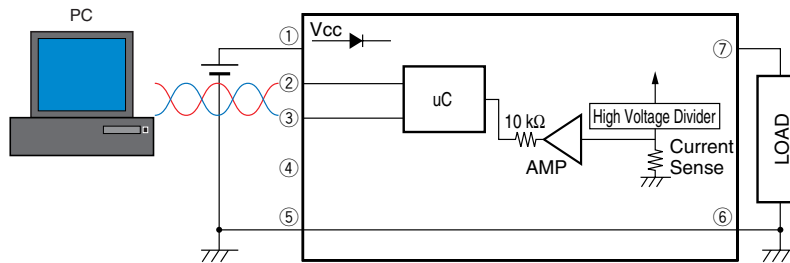 PC
① Vcc
②
③
④
⑤
uC
10 kΩ
AMP
High Voltage Divider
Current
Sense
⑦
⑥
LOAD